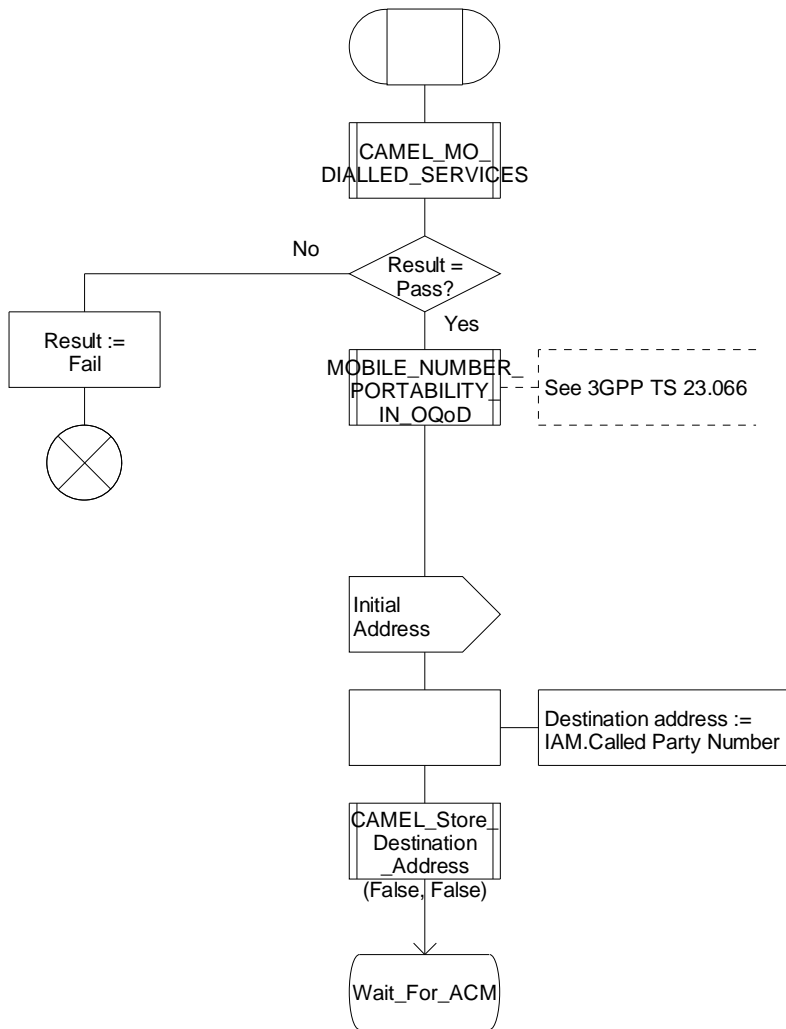 CAMEL_MO_
DIALLED_SERVICES
No
Result =
Pass?
Yes
Result :=
Fail
MOBILE_NUMBER_
PORTABILITY_
IN_OQoD
See 3GPP TS 23.066
Initial
Address
Destination address :=
IAM.Called Party Number
CAMEL_Store_
Destination
_Address
(False, False)
Wait_For_ACM